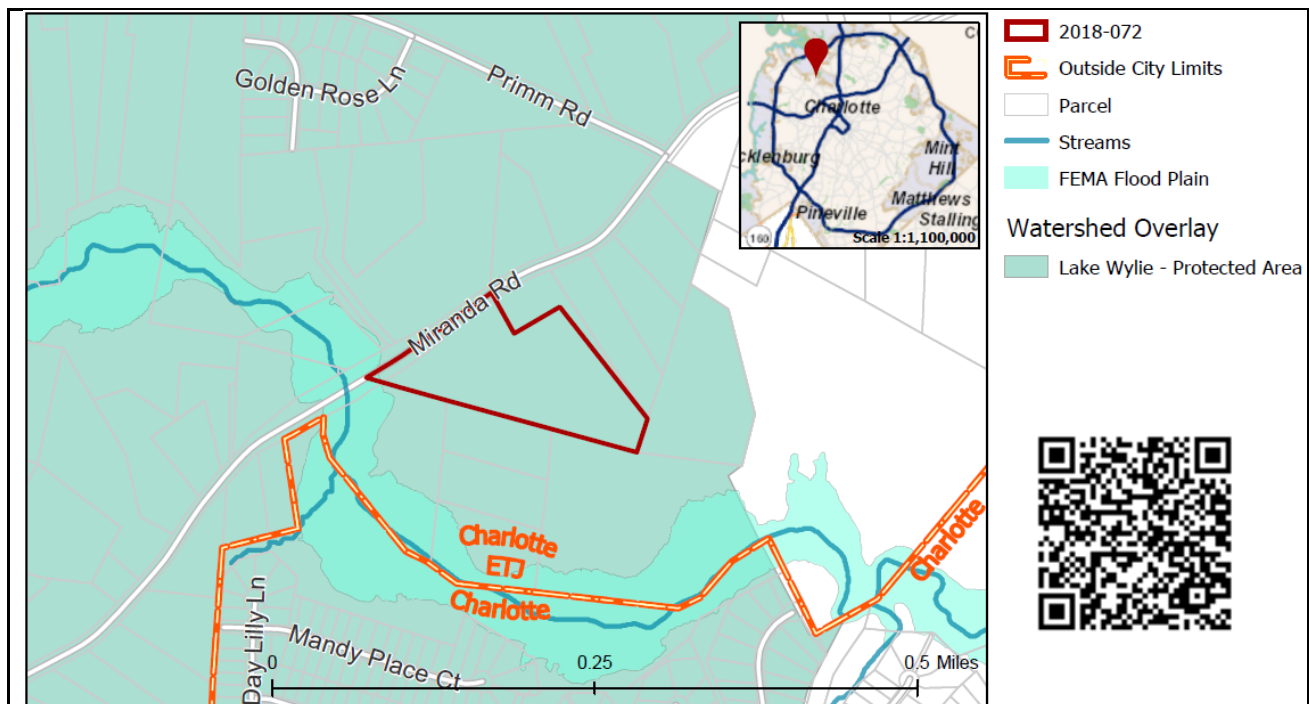 Golden Rose Ln
Primm Rd
Miranda Rd
Charlotte
ETJ
Charlotte
Charlotte
Day Lilly Ln
Mandy Place Ct
0
0.25
0.5 Miles
Charlotte
cklenburg
Mint
Hill
Matthews
Pineville
Stalling
160
Scale 1:1,100,000
2018-072
Outside City Limits
Parcel
Streams
FEMA Flood Plain
Watershed Overlay
Lake Wylie - Protected Area